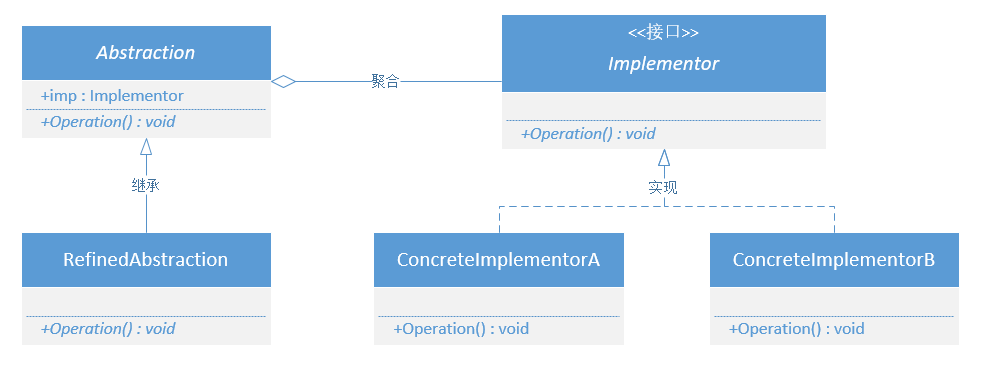 Abstraction
+imp : Implementor
+Operation() : void
聚合
<<接口>>
Implementor
+Operation() : void
继承
实现
RefinedAbstraction
+Operation() : void
ConcreteImplementorA
+Operation() : void
ConcreteImplementorB
+Operation() : void